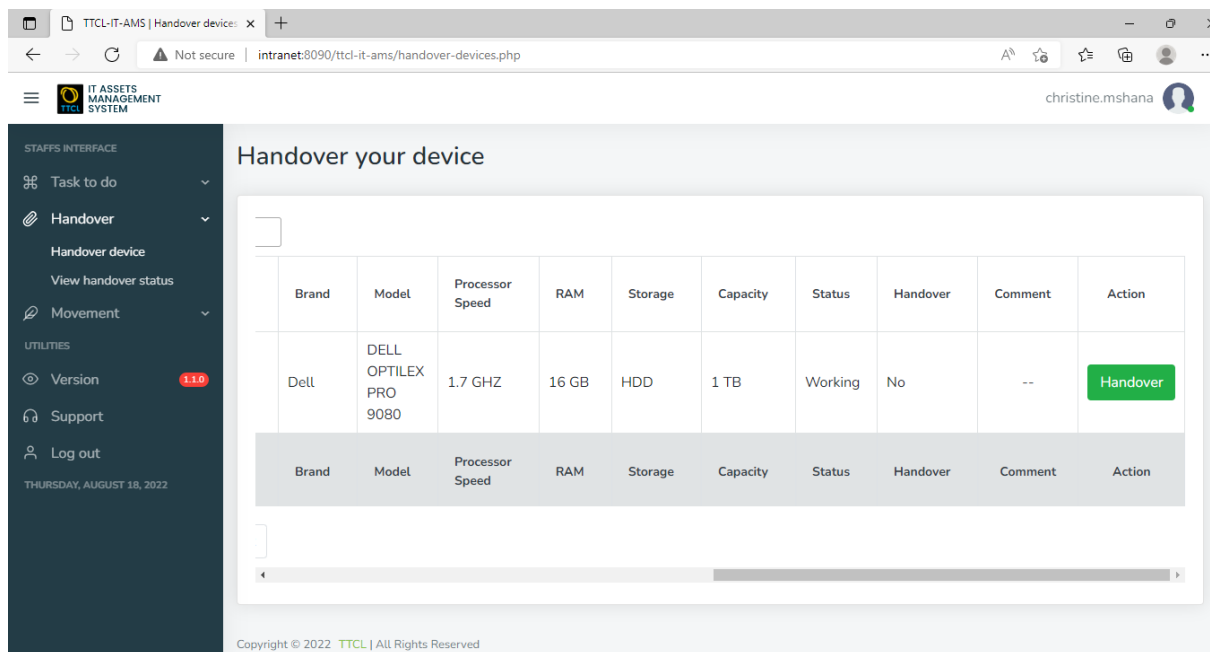 TTCL-IT-AMS | Handover devices
Not secure
intranet:8090/ttcl-it-ams/handover-devices.php
TTCL
IT ASSETS
MANAGEMENT
SYSTEM
christine.mshana
STAFFS INTERFACE
Task to do
Handover
Handover device
View handover status
Movement
UTILITIES
Version 1.1.0
Support
Log out
THURSDAY, AUGUST 18, 2022
Handover your device
Brand Model Processor Speed RAM Storage Capacity Status Handover Comment Action
Dell DELL OPTILEX PRO 9080 1.7 GHZ 16 GB HDD 1 TB Working No -- Handover
Brand Model Processor Speed RAM Storage Capacity Status Handover Comment Action
Copyright © 2022 TTCL | All Rights Reserved